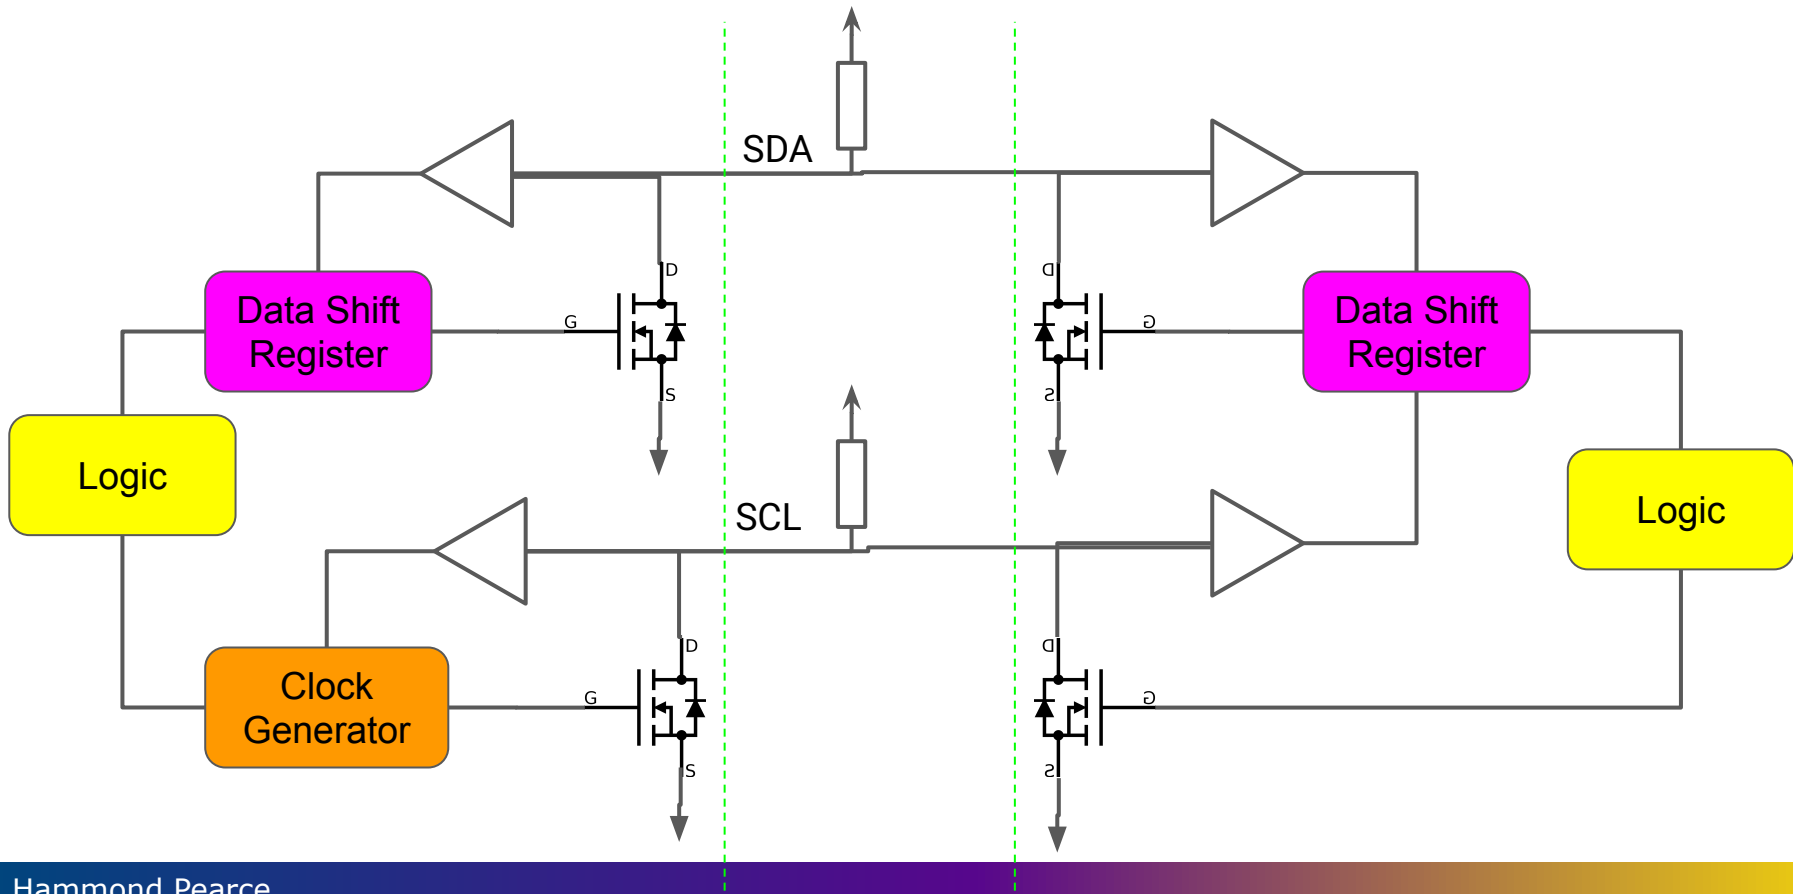 SDA
D
D
Data Shift
Register
G
G
Data Shift
Register
S
S
Logic
SCL
Logic
D
D
Clock
Generator
G
G
S
S
Hammond Pearce